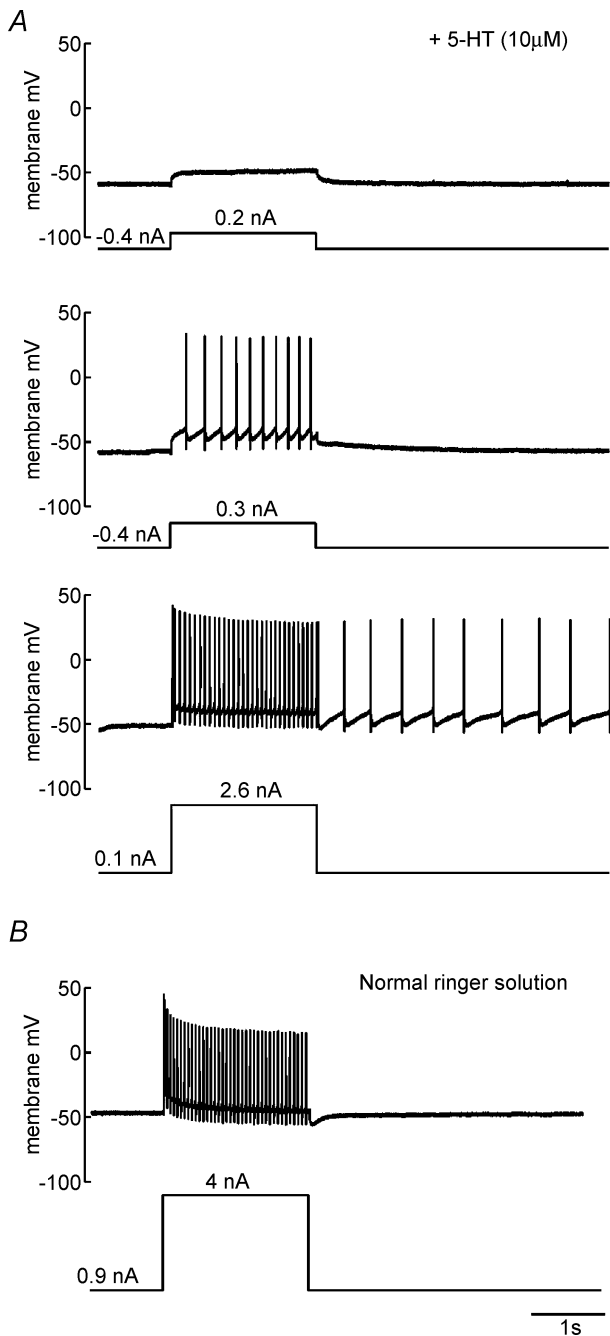 A
+ 5-HT (10μM)
50
0
-50
-100
membrane mV
0.2 nA
-0.4 nA
50
0
-50
-100
membrane mV
0.3 nA
-0.4 nA
50
0
-50
-100
membrane mV
2.6 nA
0.1 nA
B
Normal ringer solution
50
0
-50
-100
membrane mV
4 nA
0.9 nA
1s